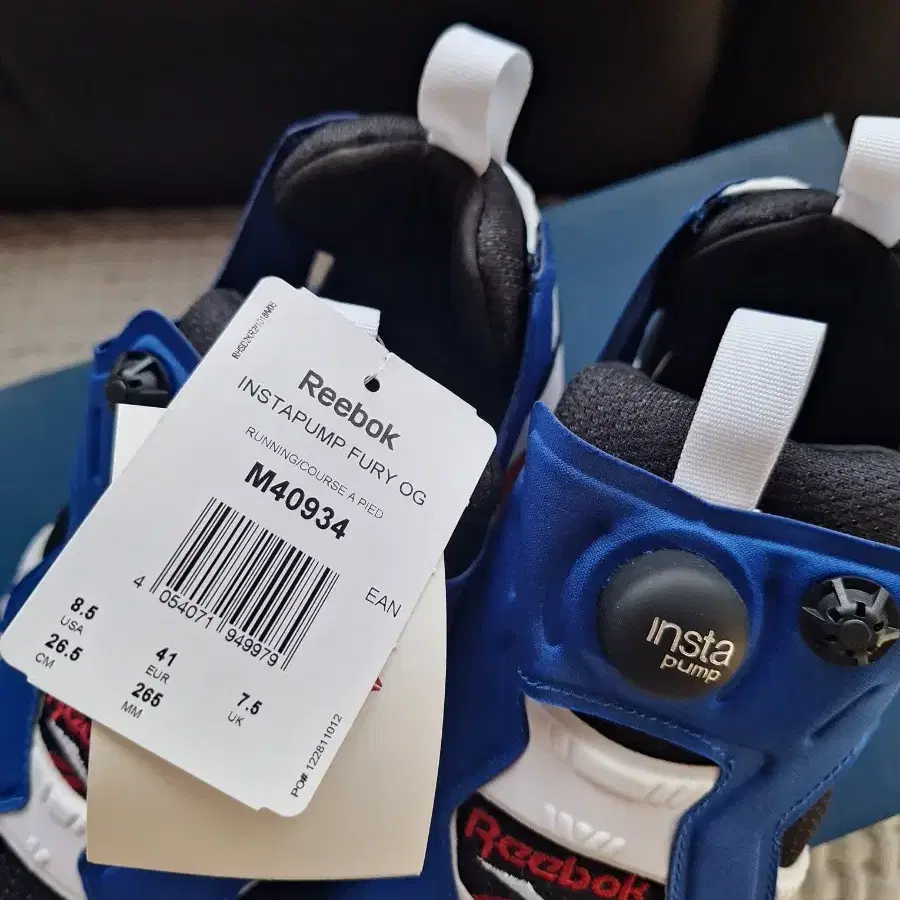 Reebok
INSTAPUMP FURY OG
RUNNING/COURSE A PIED
M40934
EAN
4 054071 949979
8.5
USA
26.5
CM
41
EUR
265
MM
7.5
UK
PO# 122811012
insta
pump
Reebok